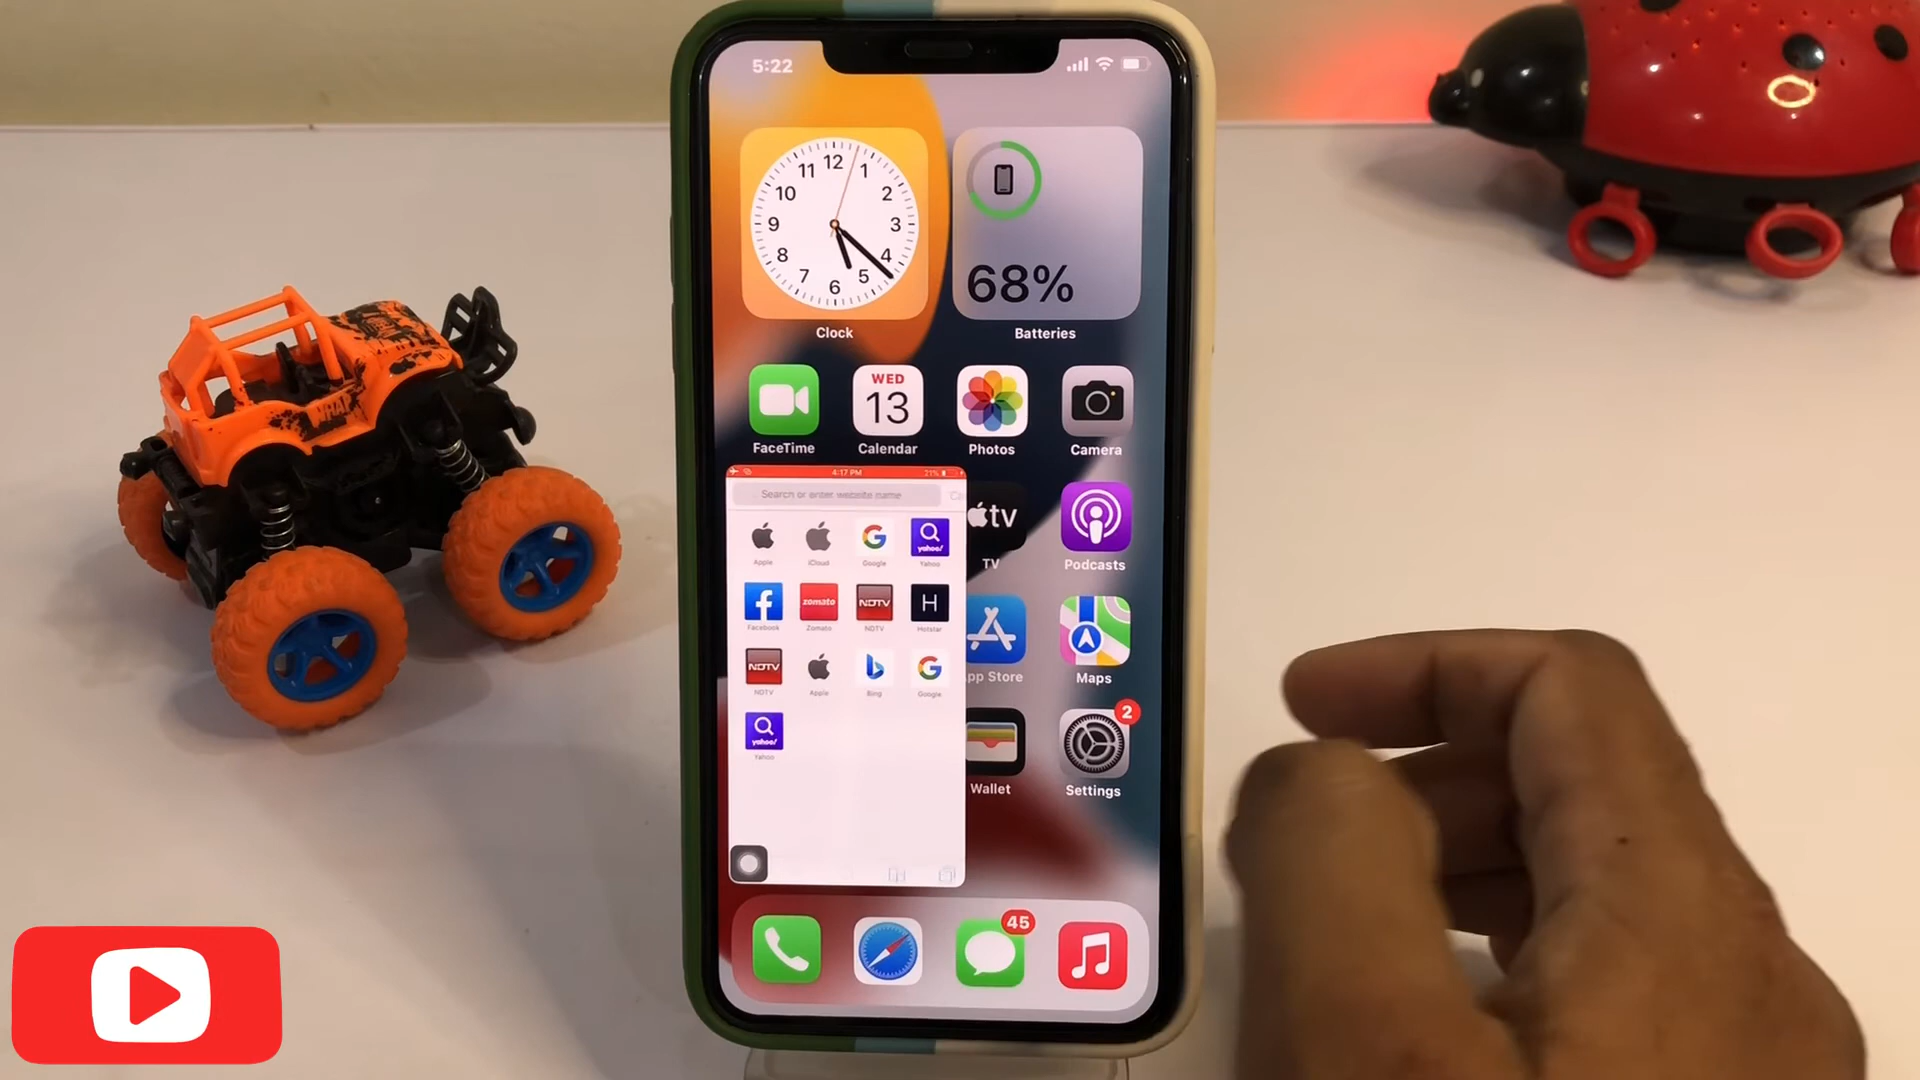 5:22
12
11 1
10 2
9 3
8 4
7 5
6
68%
Clock
Batteries
WED
13
FaceTime
Calendar
Photos
Camera
4:17 PM
21%
Search or enter website name
tv
TV
Podcasts
yahoo!
Apple
iCloud
Google
Yahoo
zomato
NDTV
H
Facebook
Zomato
NDTV
Hotstar
NDTV
NDTV
Apple
Bing
Google
pp Store
Maps
yahoo!
Yahoo
2
Wallet
Settings
45
WRAP